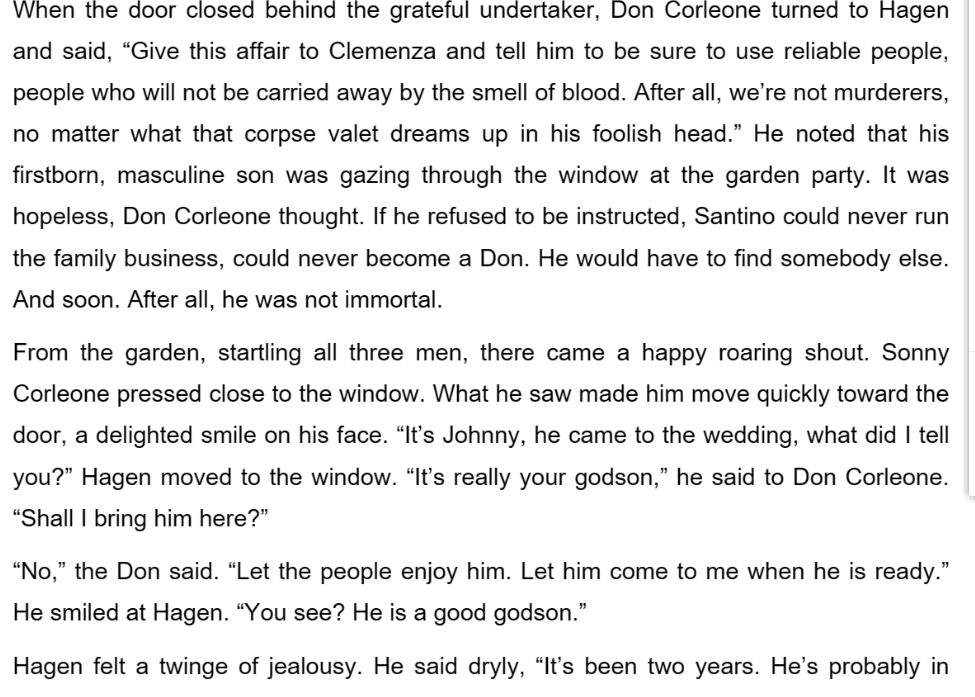 When the door closed behind the grateful undertaker, Don Corleone turned to Hagen
and said, “Give this affair to Clemenza and tell him to be sure to use reliable people,
people who will not be carried away by the smell of blood. After all, we’re not murderers,
no matter what that corpse valet dreams up in his foolish head.” He noted that his
firstborn, masculine son was gazing through the window at the garden party. It was
hopeless, Don Corleone thought. If he refused to be instructed, Santino could never run
the family business, could never become a Don. He would have to find somebody else.
And soon. After all, he was not immortal.
From the garden, startling all three men, there came a happy roaring shout. Sonny
Corleone pressed close to the window. What he saw made him move quickly toward the
door, a delighted smile on his face. “It’s Johnny, he came to the wedding, what did I tell
you?” Hagen moved to the window. “It’s really your godson,” he said to Don Corleone.
“Shall I bring him here?”
“No,” the Don said. “Let the people enjoy him. Let him come to me when he is ready.”
He smiled at Hagen. “You see? He is a good godson.”
Hagen felt a twinge of jealousy. He said dryly, “It’s been two years. He’s probably in